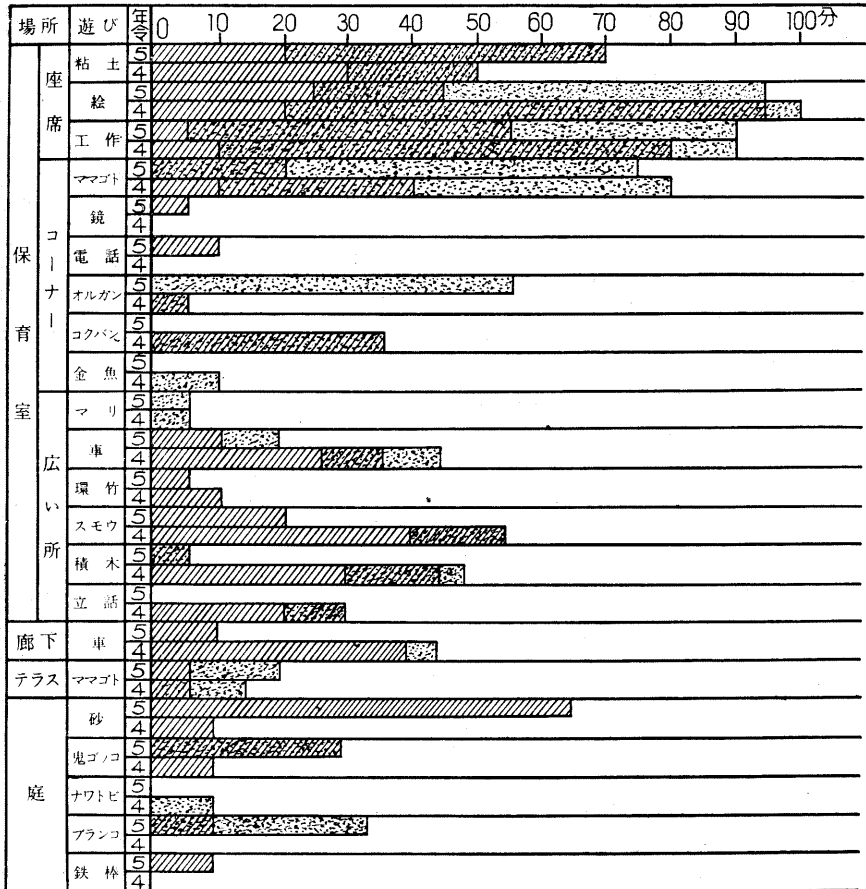 場所 遊び 年令 0 10 20 30 40 50 60 70 80 90 100分
保育室 座席 粘土 5 4
絵 5 4
工作 5 4
コーナー ママゴト 5 4
鏡 5 4
電話 5 4
オルガン 5 4
コクバン 5 4
金魚 5 4
広い所 マリ 5 4
車 5 4
環竹 5 4
スモウ 5 4
積木 5 4
立話 5 4
廊下 車 5 4
テラス ママゴト 5 4
庭 砂 5 4
鬼ゴッコ 5 4
ナワトビ 5 4
ブランコ 5 4
鉄棒 5 4